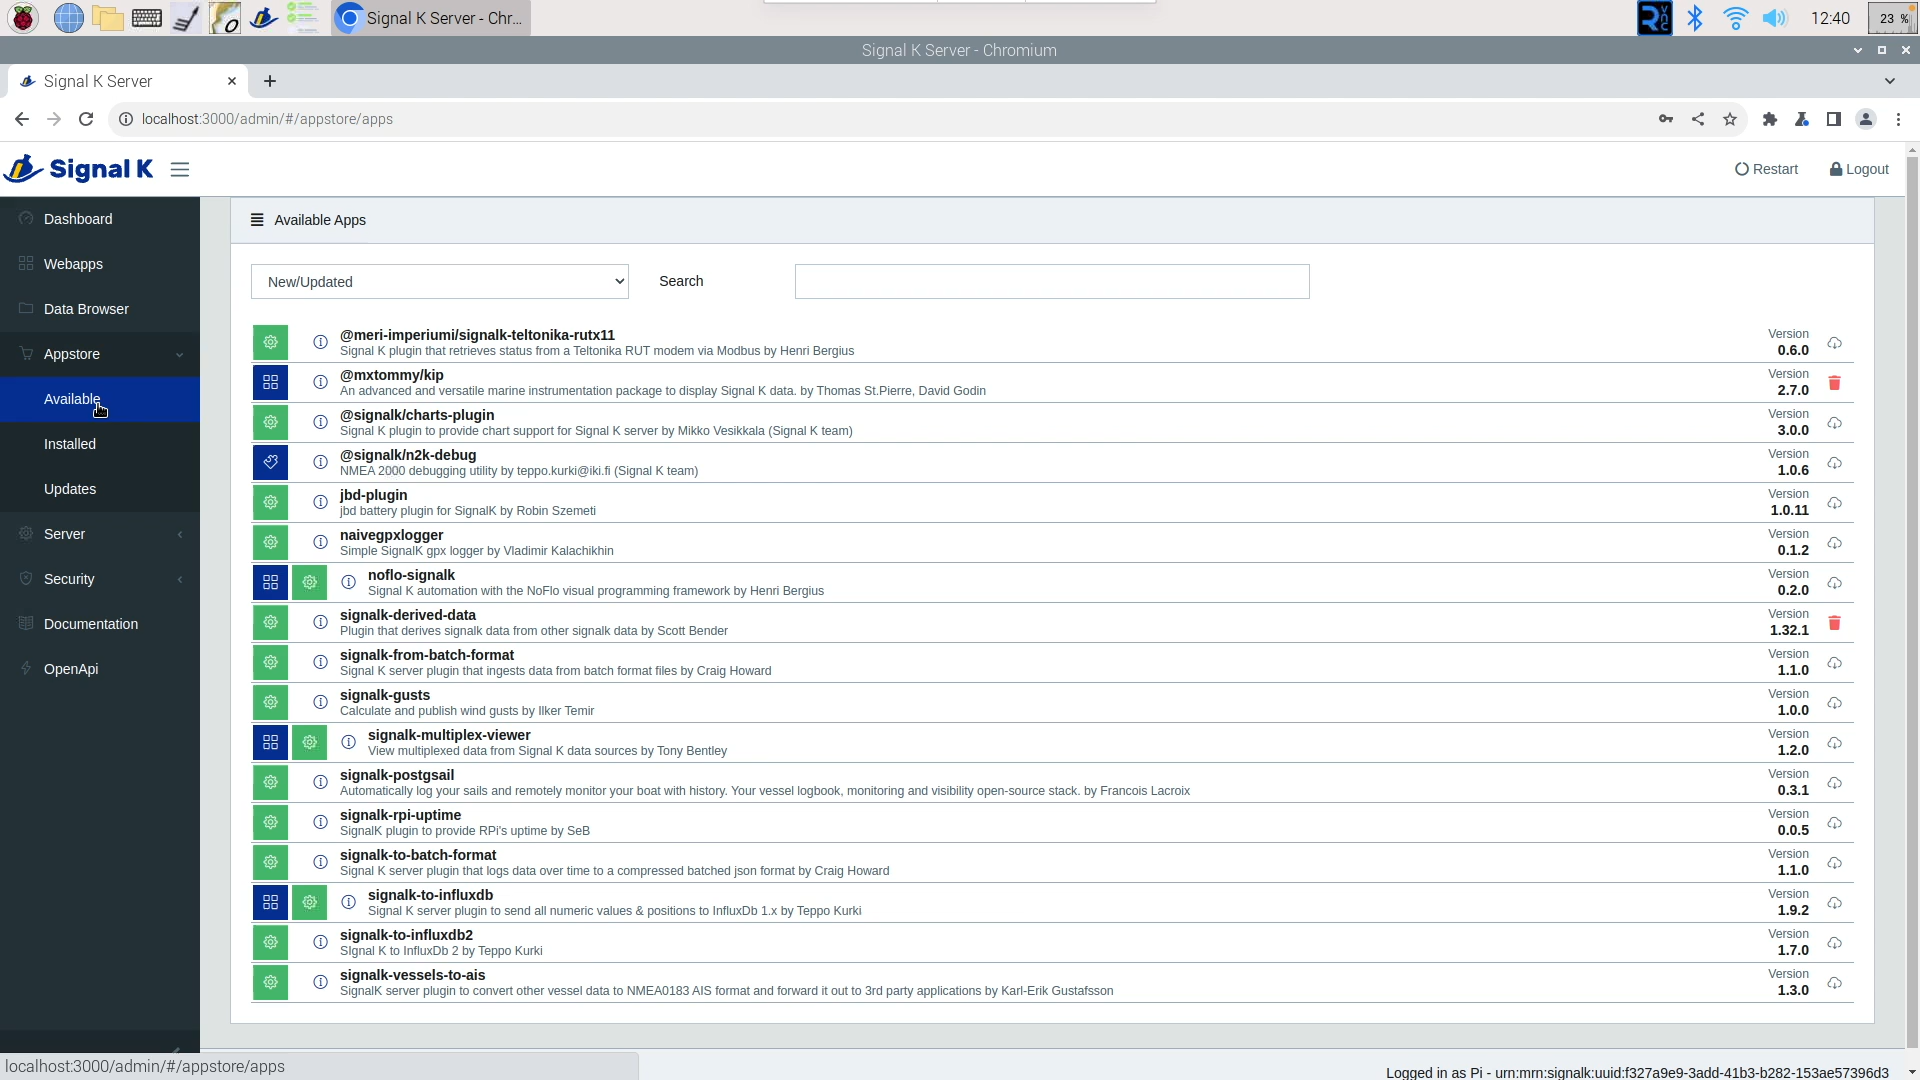 Signal K Server - Chr...
12:40
23 %
Signal K Server - Chromium
Signal K Server
localhost:3000/admin/#/appstore/apps
Signal K
Restart
Logout
Dashboard
Webapps
Data Browser
Appstore
Available
Installed
Updates
Server
Security
Documentation
OpenApi
Available Apps
New/Updated
Search
@meri-imperiumi/signalk-teltonika-rutx11
Signal K plugin that retrieves status from a Teltonika RUT modem via Modbus by Henri Bergius
Version
0.6.0
@mxtommy/kip
An advanced and versatile marine instrumentation package to display Signal K data. by Thomas St.Pierre, David Godin
Version
2.7.0
@signalk/charts-plugin
Signal K plugin to provide chart support for Signal K server by Mikko Vesikkala (Signal K team)
Version
3.0.0
@signalk/n2k-debug
NMEA 2000 debugging utility by teppo.kurki@iki.fi (Signal K team)
Version
1.0.6
jbd-plugin
jbd battery plugin for SignalK by Robin Szemeti
Version
1.0.11
naivegpxlogger
Simple SignalK gpx logger by Vladimir Kalachikhin
Version
0.1.2
noflo-signalk
Signal K automation with the NoFlo visual programming framework by Henri Bergius
Version
0.2.0
signalk-derived-data
Plugin that derives signalk data from other signalk data by Scott Bender
Version
1.32.1
signalk-from-batch-format
Signal K server plugin that ingests data from batch format files by Craig Howard
Version
1.1.0
signalk-gusts
Calculate and publish wind gusts by Ilker Temir
Version
1.0.0
signalk-multiplex-viewer
View multiplexed data from Signal K data sources by Tony Bentley
Version
1.2.0
signalk-postgsail
Automatically log your sails and remotely monitor your boat with history. Your vessel logbook, monitoring and visibility open-source stack. by Francois Lacroix
Version
0.3.1
signalk-rpi-uptime
SignalK plugin to provide RPi's uptime by SeB
Version
0.0.5
signalk-to-batch-format
Signal K server plugin that logs data over time to a compressed batched json format by Craig Howard
Version
1.1.0
signalk-to-influxdb
Signal K server plugin to send all numeric values & positions to InfluxDb 1.x by Teppo Kurki
Version
1.9.2
signalk-to-influxdb2
SIgnal K to InfluxDb 2 by Teppo Kurki
Version
1.7.0
signalk-vessels-to-ais
SignalK server plugin to convert other vessel data to NMEA0183 AIS format and forward it out to 3rd party applications by Karl-Erik Gustafsson
Version
1.3.0
localhost:3000/admin/#/appstore/apps
Logged in as Pi - urn:mrn:signalk:uuid:f327a9e9-3add-41b3-b282-153ae57396d3